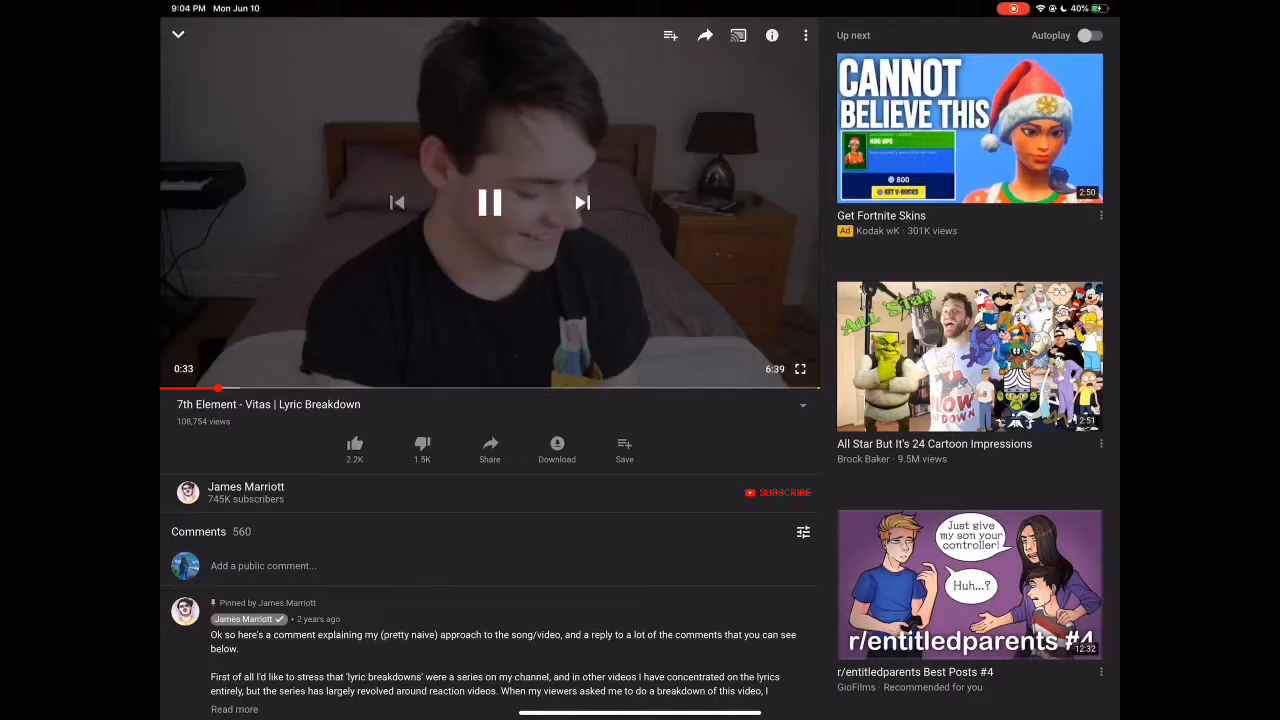 9:04 PM Mon Jun 10
40%
Up next
Autoplay
CANNOT
BELIEVE THIS
800
GET V-BUCKS
2:50
Get Fortnite Skins
Ad Kodak wK · 301K views
0:33
6:39
7th Element - Vitas | Lyric Breakdown
108,754 views
2.2K
1.5K
Share
Download
Save
ALL STAR
2:51
All Star But It's 24 Cartoon Impressions
Brock Baker · 9.5M views
James Marriott
745K subscribers
SUBSCRIBE
Comments 560
Add a public comment...
Pinned by James Marriott
James Marriott • 2 years ago
Ok so here's a comment explaining my (pretty naive) approach to the song/video, and a reply to a lot of the comments that you can see
below.
First of all I'd like to stress that 'lyric breakdowns' were a series on my channel, and in other videos I have concentrated on the lyrics
entirely, but the series has largely revolved around reaction videos. When my viewers asked me to do a breakdown of this video, I
Read more
Just give
my son your
controller!
Huh...?
r/entitledparents #4
12:32
r/entitledparents Best Posts #4
GioFilms · Recommended for you